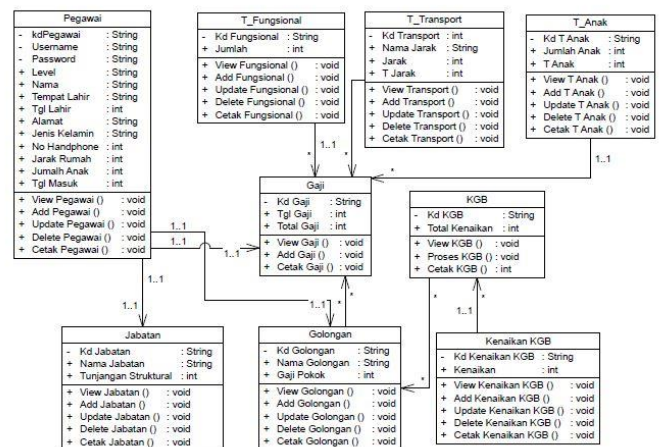 Pegawai
- kdPegawai : String
- Username : String
- Password : String
+ Level : String
+ Nama : String
+ Tempat Lahir : String
+ Tgl Lahir : int
+ Alamat : String
+ Jenis Kelamin : String
+ No Handphone : int
+ Jarak Rumah : int
+ Jumalh Anak : int
+ Tgl Masuk : int
+ View Pegawai () : void
+ Add Pegawai () : void
+ Update Pegawai () : void
+ Delete Pegawai () : void
+ Cetak Pegawai () : void
T_Fungsional
- Kd Fungsional : String
+ Jumlah : int
+ View Fungsional () : void
+ Add Fungsional () : void
+ Update Fungsional () : void
+ Delete Fungsional () : void
+ Cetak Fungsional () : void
T_Transport
- Kd Transport : int
+ Nama Jarak : String
+ Jarak : int
+ T Jarak : int
+ View Transport () : void
+ Add Transport () : void
+ Update Transport () : void
+ Delete Transport () : void
+ Cetak Transport () : void
T_Anak
- Kd T Anak : String
+ Jumlah Anak : int
+ T Anak : int
+ View T Anak () : void
+ Add T Anak () : void
+ Update T Anak () : void
+ Delete T Anak () : void
+ Cetak T Anak () : void
1..1
*
*
1..1
*
Gaji
- Kd Gaji : String
+ Tgl Gaji : int
+ Total Gaji : int
+ View Gaji () : void
+ Add Gaji () : void
+ Cetak Gaji () : int
KGB
- Kd KGB : String
+ Total Kenaikan : int
+ View KGB () : void
+ Proses KGB () : void
+ Cetak KGB () : int
1..1
1..1
1..1
1..1
1..1
*
*
*
1..1
1..1
*
Jabatan
- Kd Jabatan : String
+ Nama Jabatan : String
+ Tunjangan Struktural : int
+ View Jabatan () : void
+ Add Jabatan () : void
+ Update Jabatan () : void
+ Delete Jabatan () : void
+ Cetak Jabatan () : void
Golongan
- Kd Golongan : String
+ Nama Golongan : String
+ Gaji Pokok : int
+ View Golongan () : void
+ Add Golongan () : void
+ Update Golongan () : void
+ Delete Golongan () : void
+ Cetak Golongan () : void
Kenaikan KGB
- Kd Kenaikan KGB : String
+ Kenaikan : int
+ View Kenaikan KGB () : void
+ Add Kenaikan KGB () : void
+ Update Kenaikan KGB () : void
+ Delete Kenaikan KGB () : void
+ Cetak Kenaikan KGB () : void